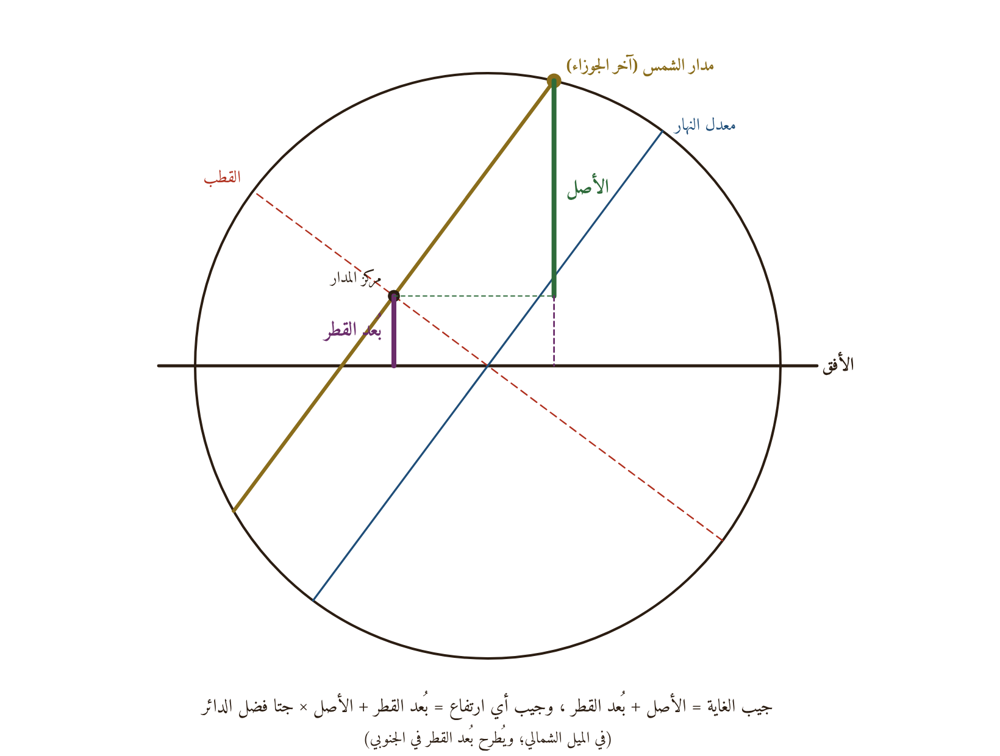 مدار الشمس (آخر الجوزاء)
معدل النهار
القطب
الأصل
مركز المدار
بُعد القطر
الأفق
جيب الغاية = الأصل + بُعد القطر ، وجيب أي ارتفاع = بُعد القطر + الأصل × جتا فضل الدائر
(في الميل الشمالي؛ ويُطرح بُعد القطر في الجنوبي)